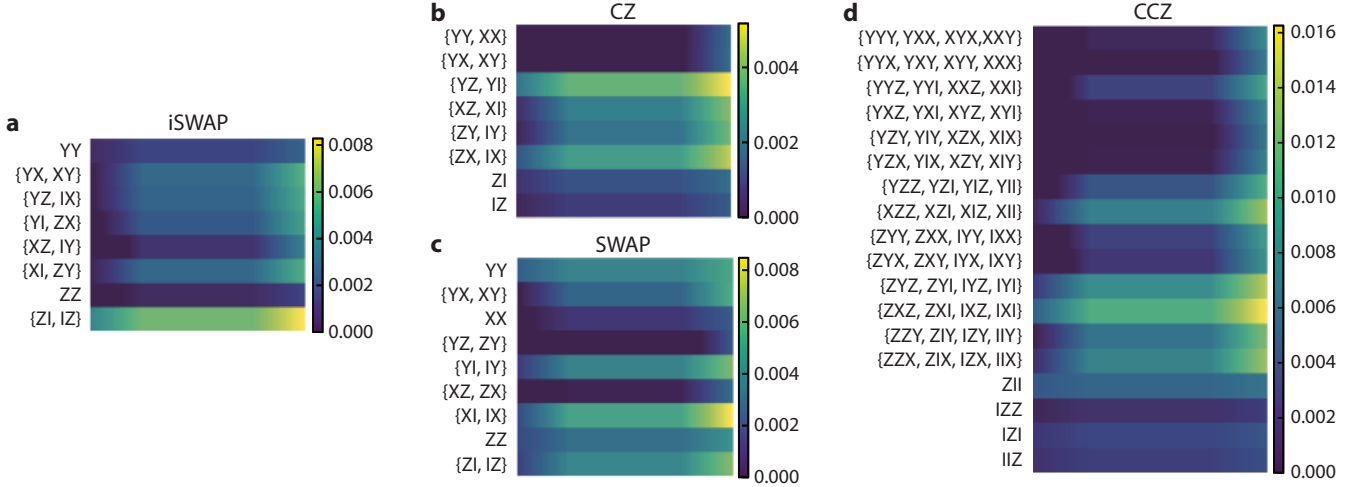 a
iSWAP
YY
{YX, XY}
{YZ, IX}
{YI, ZX}
{XZ, IY}
{XI, ZY}
ZZ
{ZI, IZ}
0.008
0.006
0.004
0.002
0.000
b
CZ
{YY, XX}
{YX, XY}
{YZ, YI}
{XZ, XI}
{ZY, IY}
{ZX, IX}
ZI
IZ
0.004
0.002
0.000
c
SWAP
YY
{YX, XY}
XX
{YZ, ZY}
{YI, IY}
{XZ, ZX}
{XI, IX}
ZZ
{ZI, IZ}
0.008
0.006
0.004
0.002
0.000
d
CCZ
{YYY, YXX, XYX,XXY}
{YYX, YXY, XYY, XXX}
{YYZ, YYI, XXZ, XXI}
{YXZ, YXI, XYZ, XYI}
{YZY, YIY, XZX, XIX}
{YZX, YIX, XZY, XIY}
{YZZ, YZI, YIZ, YII}
{XZZ, XZI, XIZ, XII}
{ZYY, ZXX, IYY, IXX}
{ZYX, ZXY, IYX, IXY}
{ZYZ, ZYI, IYZ, IYI}
{ZXZ, ZXI, IXZ, IXI}
{ZZY, ZIY, IZY, IIY}
{ZZX, ZIX, IZX, IIX}
ZII
IZZ
IZI
IIZ
0.016
0.014
0.012
0.010
0.008
0.006
0.004
0.002
0.000